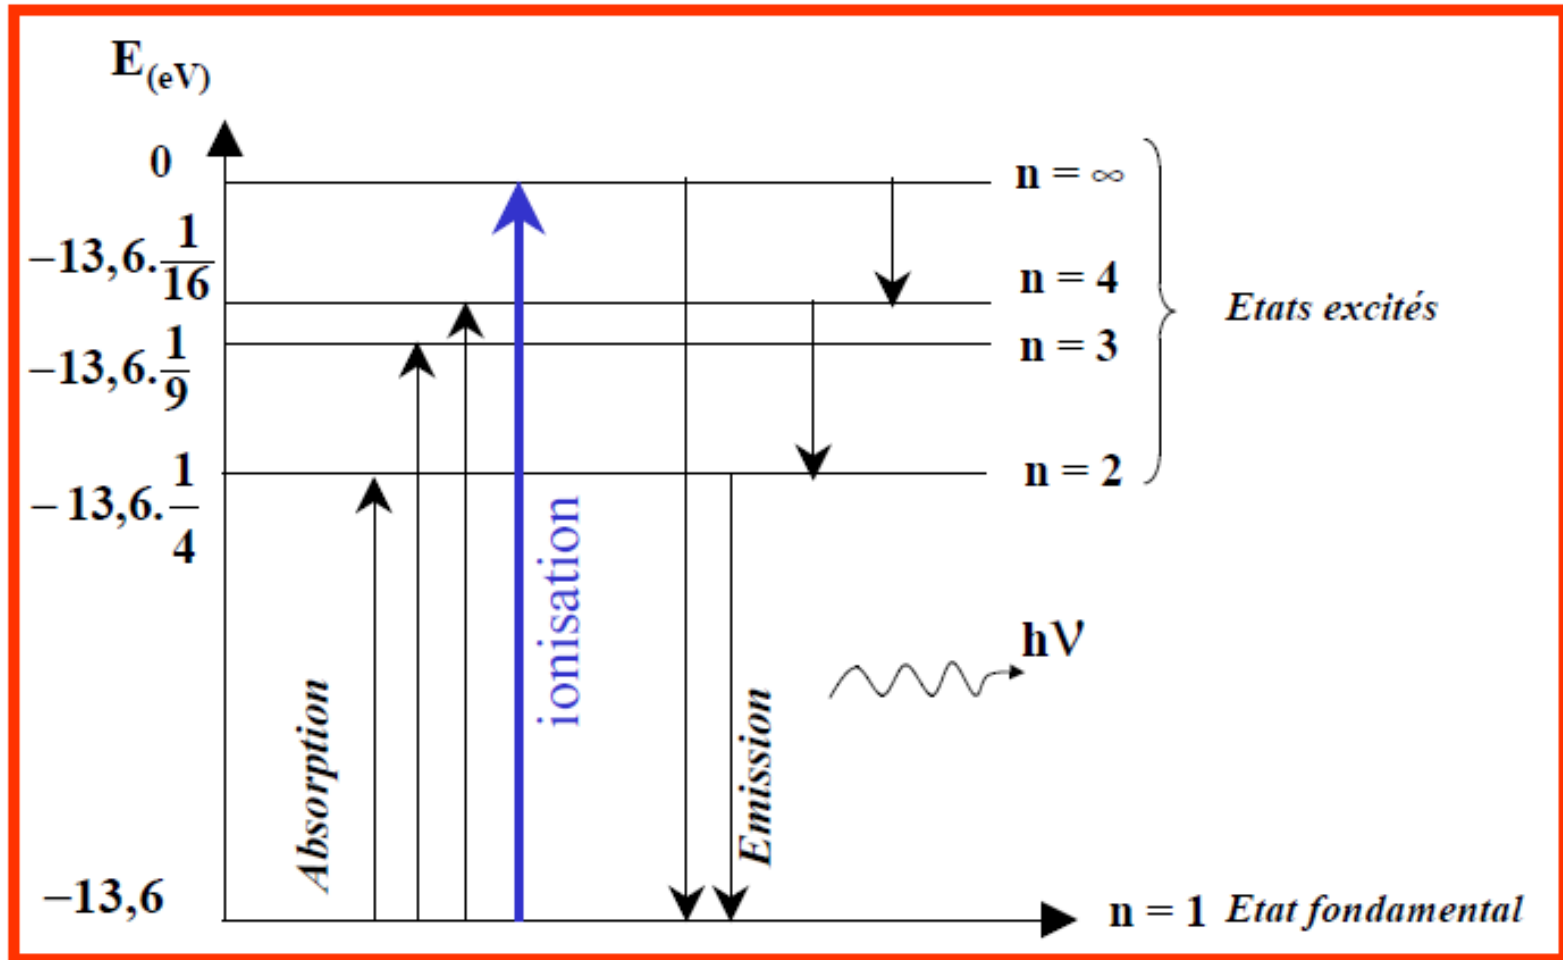 E(eV)
0
n = ∞
−13,6. 1/16
n = 4
Etats excités
−13,6. 1/9
n = 3
− 13,6. 1/4
n = 2
ionisation
hν
Absorption
Emission
−13,6
n = 1 Etat fondamental